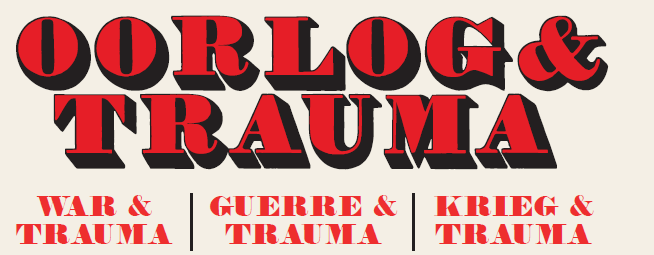 OORLOG &
TRAUMA
WAR &
TRAUMA
GUERRE &
TRAUMA
KRIEG &
TRAUMA